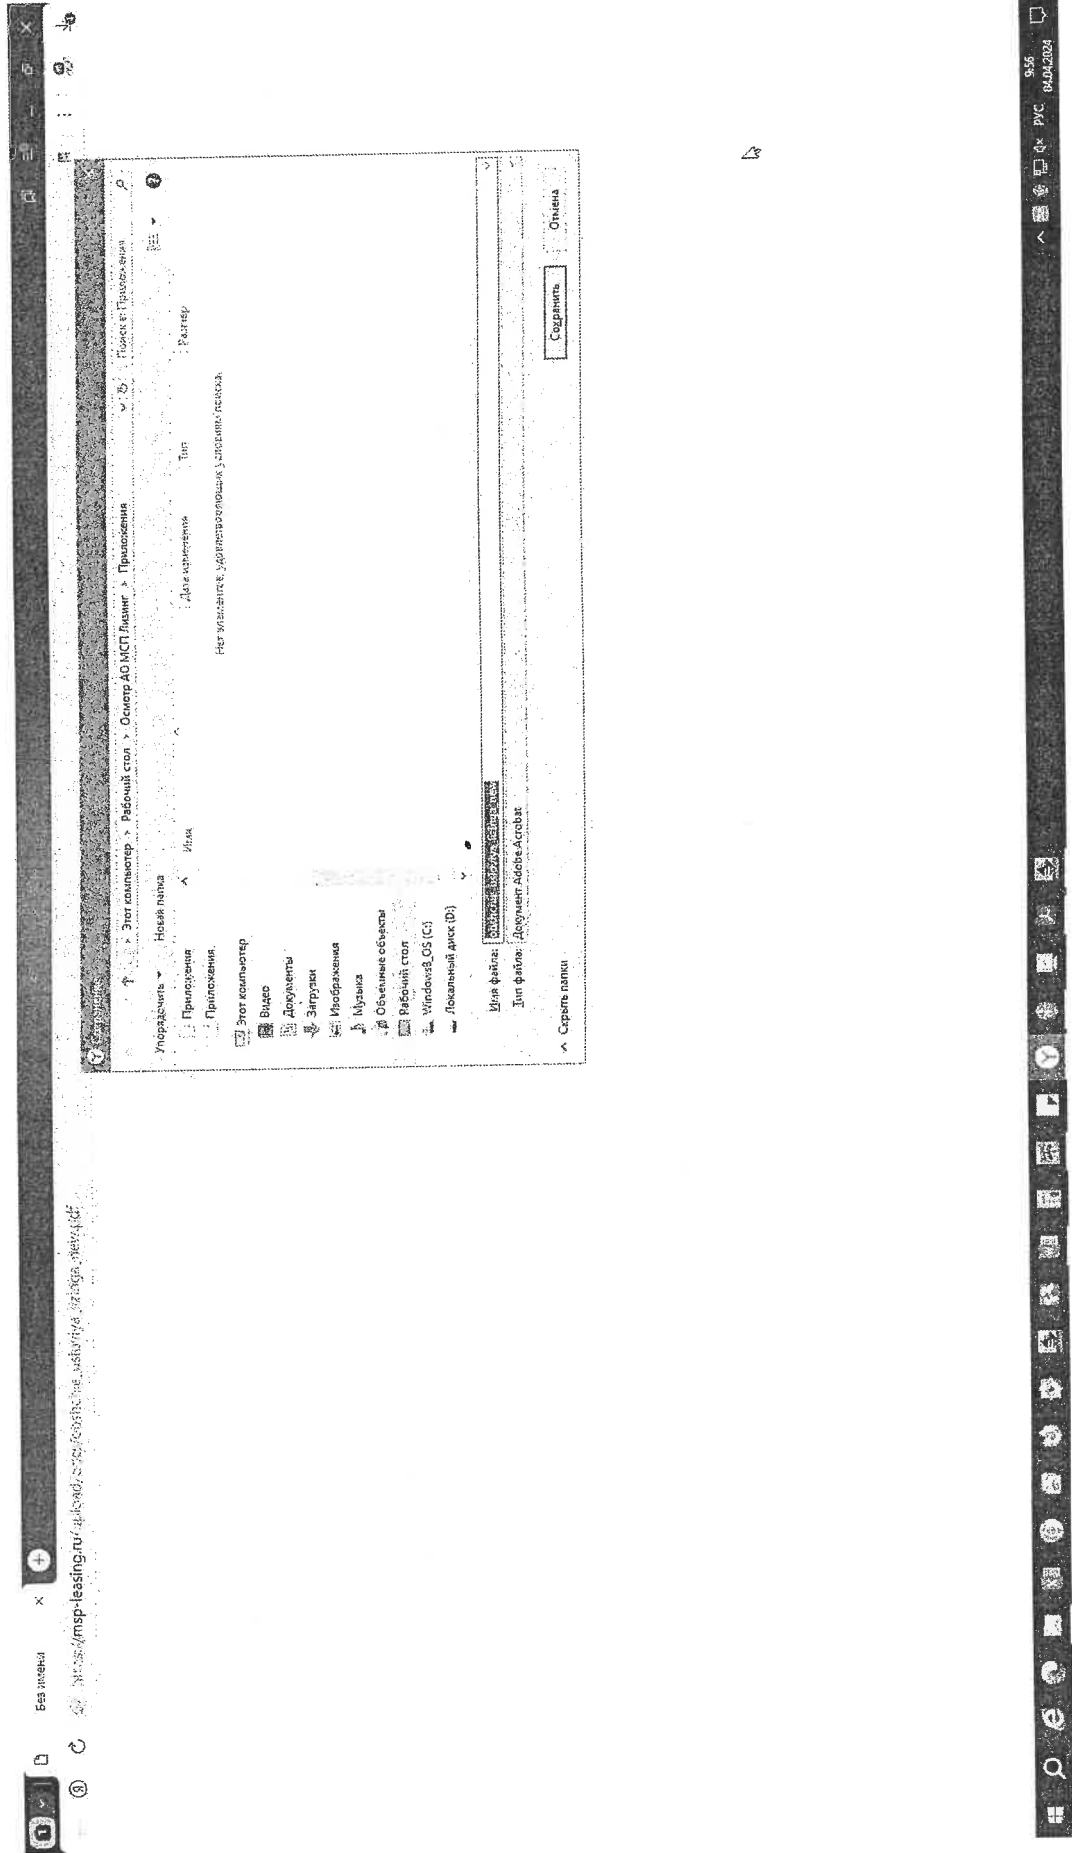 1
Без имени
https://msp-leasing.ru/upload/
Этот компьютер > Рабочий стол > Осмотр АО МСП Лизинг > Приложения
Поиск в: Приложения
Упорядочить
Новая папка
Имя
Дата изменения
Тип
Размер
Нет элементов, удовлетворяющих условиям поиска.
Приложения
Приложения
Этот компьютер
Видео
Документы
Загрузки
Изображения
Музыка
Объемные объекты
Рабочий стол
Windows8_OS (C:)
Локальный диск (D:)
Имя файла:
Тип файла: Документ Adobe Acrobat
Скрыть папки
Сохранить
Отмена
РУС
9:56
04.04.2024